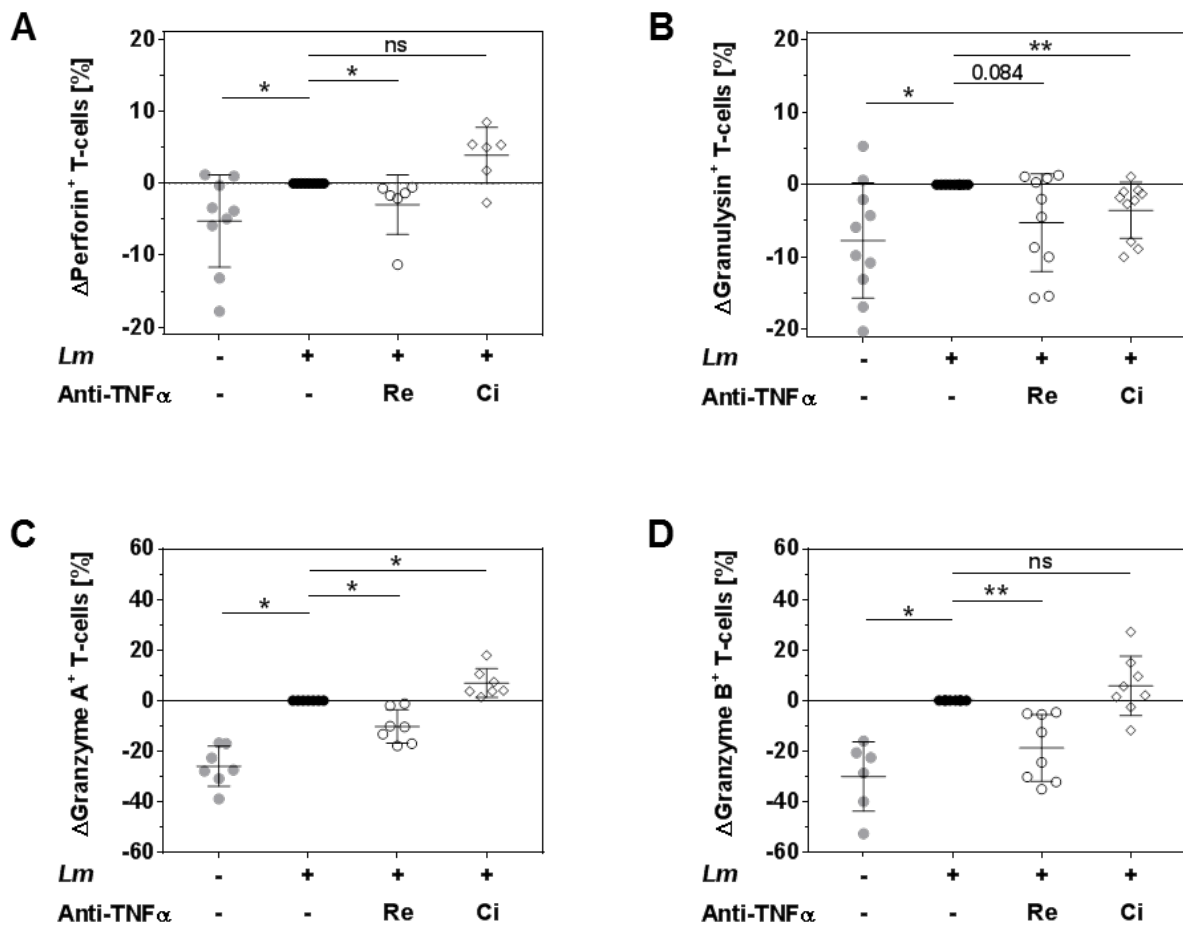 A
ΔPerforin⁺ T-cells [%]
20
10
0
-10
-20
*
*
ns
Lm - + + +
Anti-TNFα - - Re Ci
B
ΔGranulysin⁺ T-cells [%]
20
10
0
-10
-20
*
0.084
**
Lm - + + +
Anti-TNFα - - Re Ci
C
ΔGranzyme A⁺ T-cells [%]
60
40
20
0
-20
-40
-60
*
*
*
Lm - + + +
Anti-TNFα - - Re Ci
D
ΔGranzyme B⁺ T-cells [%]
60
40
20
0
-20
-40
-60
*
**
ns
Lm - + + +
Anti-TNFα - - Re Ci